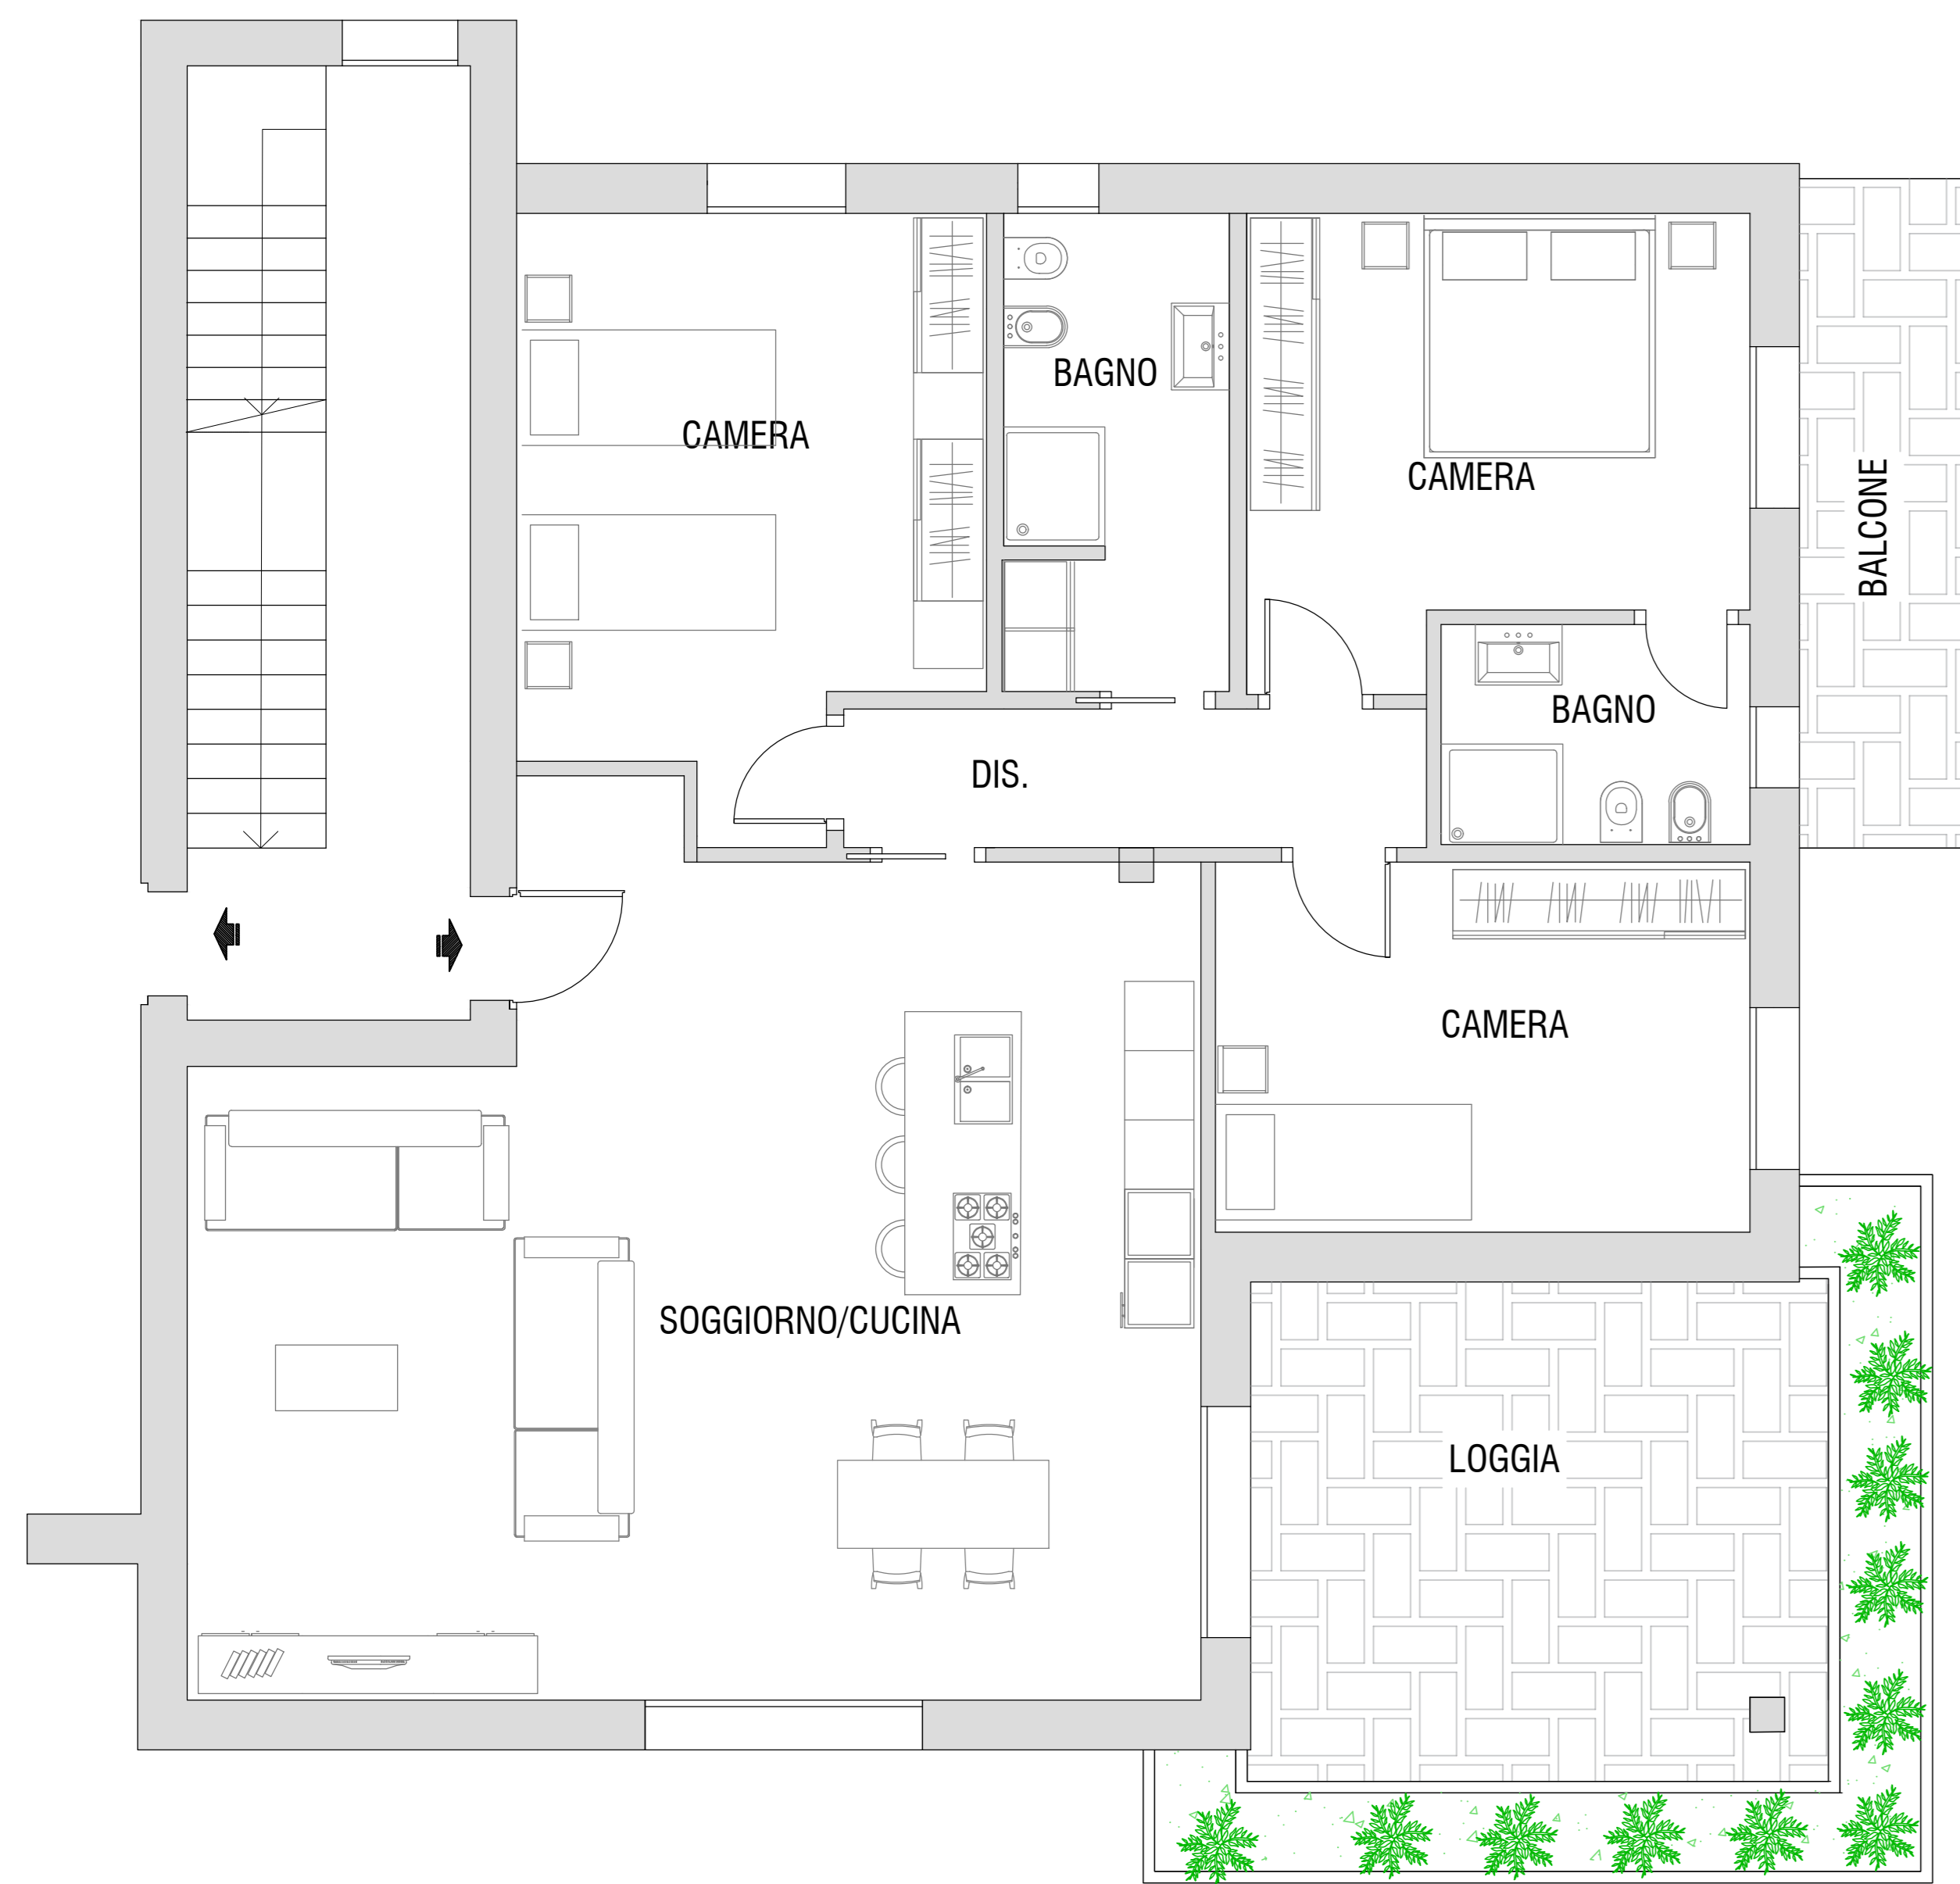 BAGNO
CAMERA
CAMERA
BALCONE
BAGNO
DIS.
CAMERA
SOGGIORNO/CUCINA
LOGGIA